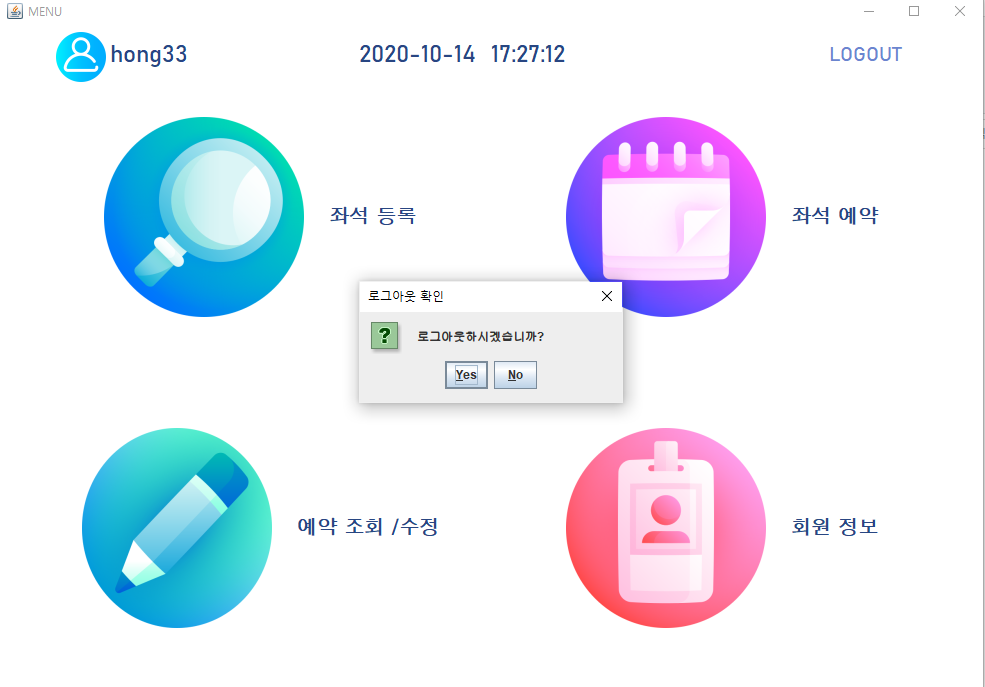 MENU
hong33 2020-10-14 17:27:12 LOGOUT
좌석 등록
좌석 예약
로그아웃 확인
? 로그아웃하시겠습니까?
Yes No
예약 조회 /수정
회원 정보